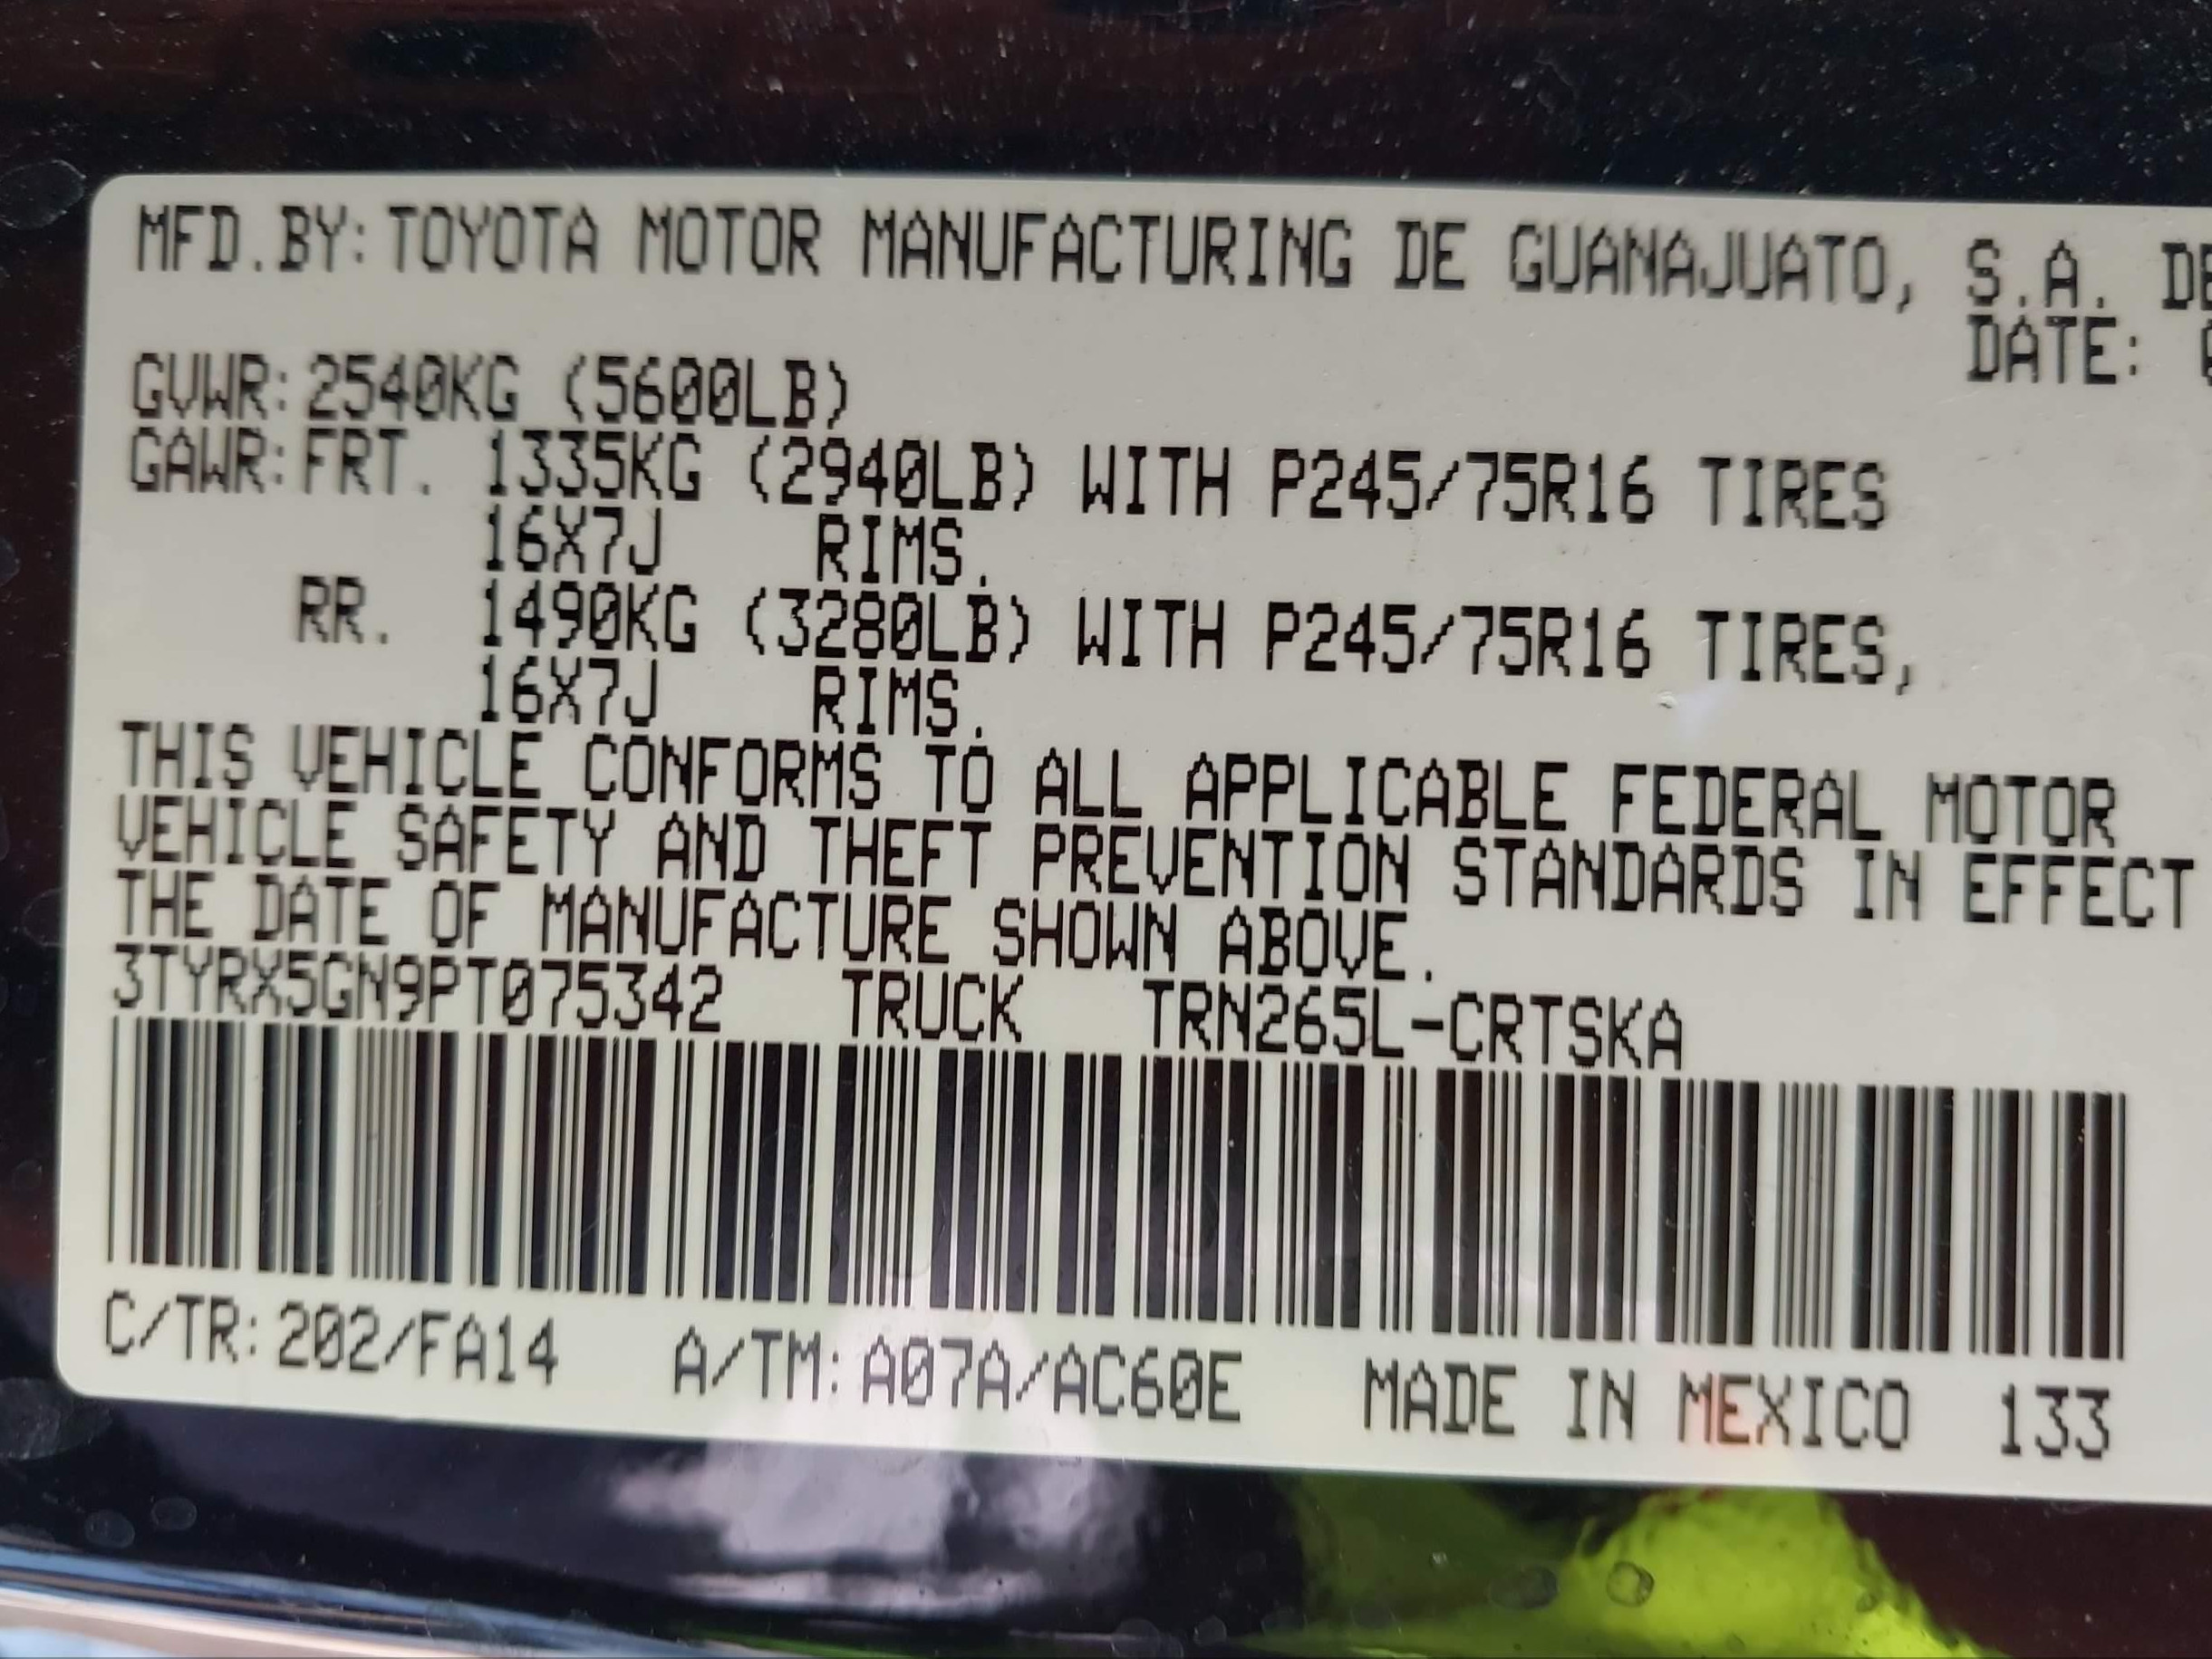 MFD.BY:TOYOTA MOTOR MANUFACTURING DE GUANAJUATO, S.A. DE
DATE:
GVWR:2540KG (5600LB)
GAWR:FRT. 1335KG (2940LB) WITH P245/75R16 TIRES
16X7J RIMS.
RR. 1490KG (3280LB) WITH P245/75R16 TIRES,
16X7J RIMS.
THIS VEHICLE CONFORMS TO ALL APPLICABLE FEDERAL MOTOR
VEHICLE SAFETY AND THEFT PREVENTION STANDARDS IN EFFECT
THE DATE OF MANUFACTURE SHOWN ABOVE.
3TYRX5GN9PT075342 TRUCK TRN265L-CRTSKA
C/TR:202/FA14 A/TM:A07A/AC60E MADE IN MEXICO 133